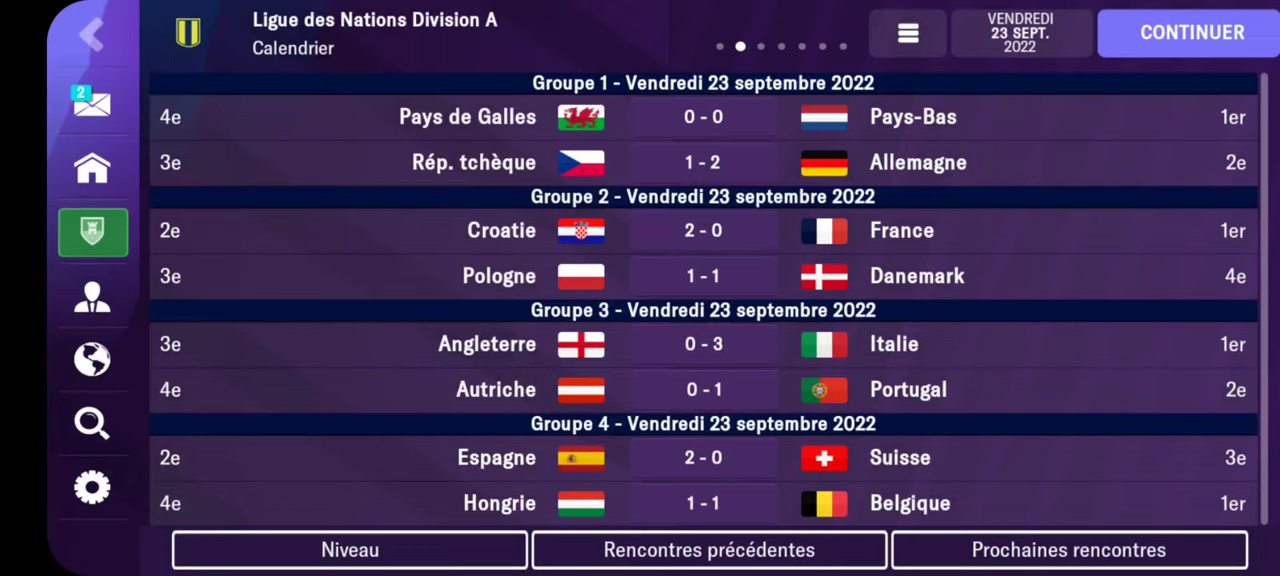 Ligue des Nations Division A
Calendrier
VENDREDI
23 SEPT.
2022
CONTINUER
2
Groupe 1 - Vendredi 23 septembre 2022
4e Pays de Galles 0 - 0 Pays-Bas 1er
3e Rép. tchèque 1 - 2 Allemagne 2e
Groupe 2 - Vendredi 23 septembre 2022
2e Croatie 2 - 0 France 1er
3e Pologne 1 - 1 Danemark 4e
Groupe 3 - Vendredi 23 septembre 2022
3e Angleterre 0 - 3 Italie 1er
4e Autriche 0 - 1 Portugal 2e
Groupe 4 - Vendredi 23 septembre 2022
2e Espagne 2 - 0 Suisse 3e
4e Hongrie 1 - 1 Belgique 1er
Niveau Rencontres précédentes Prochaines rencontres